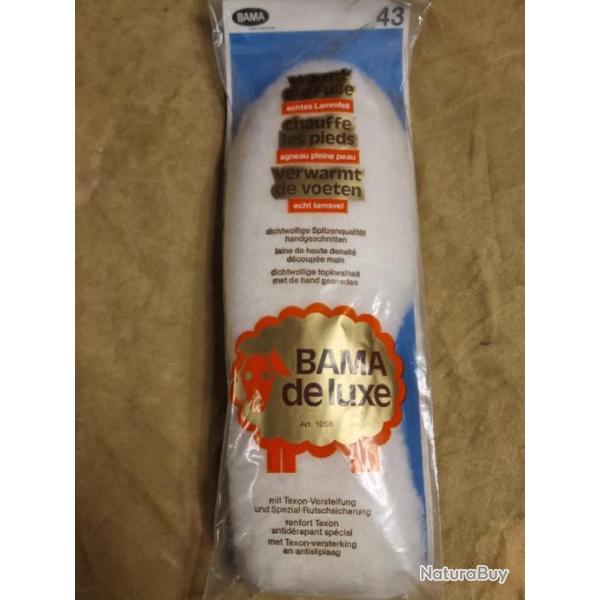 BAMA
43
wärmt
die Füße
echtes Lammfell
chauffe
les pieds
agneau pleine peau
verwarmt
de voeten
echt lamsvel
dichtwollige Spitzenqualität
handgeschnitten
laine de haute densité
découpée main
dichtwollige topkwaliteit
met de hand gesneden
BAMA
de luxe
Art. 1056
mit Texon-Versteifung
und Spezial-Rutschsicherung
renfort Texon
antidérapant spécial
met Texon-versterking
en antisliplaag
NaturaBuy